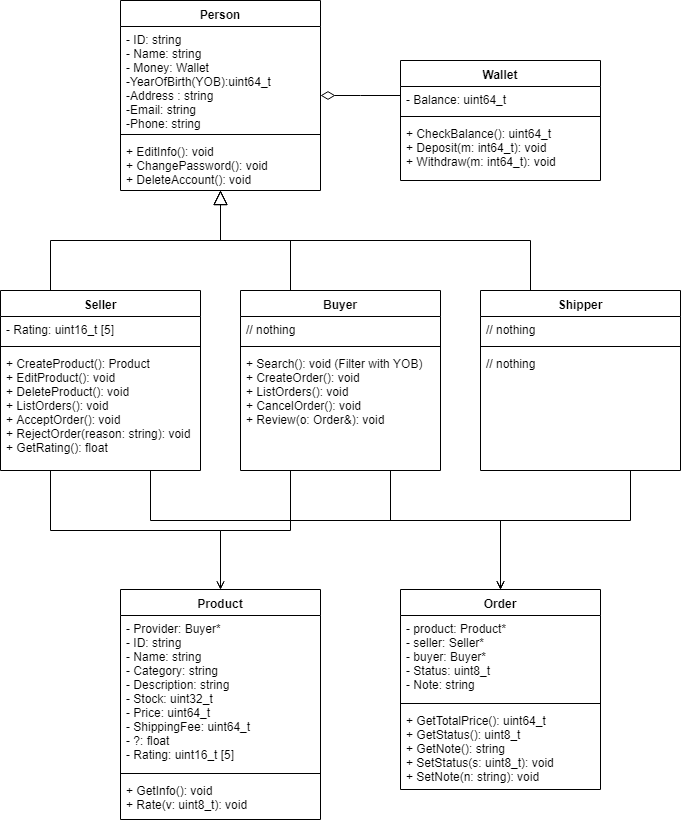 Person
- ID: string
- Name: string
- Money: Wallet
-YearOfBirth(YOB):uint64_t
-Address : string
-Email: string
-Phone: string
+ EditInfo(): void
+ ChangePassword(): void
+ DeleteAccount(): void
Wallet
- Balance: uint64_t
+ CheckBalance(): uint64_t
+ Deposit(m: int64_t): void
+ Withdraw(m: int64_t): void
Seller
- Rating: uint16_t [5]
+ CreateProduct(): Product
+ EditProduct(): void
+ DeleteProduct(): void
+ ListOrders(): void
+ AcceptOrder(): void
+ RejectOrder(reason: string): void
+ GetRating(): float
Buyer
// nothing
+ Search(): void (Filter with YOB)
+ CreateOrder(): void
+ ListOrders(): void
+ CancelOrder(): void
+ Review(o: Order&): void
Shipper
// nothing
// nothing
Product
- Provider: Buyer*
- ID: string
- Name: string
- Category: string
- Description: string
- Stock: uint32_t
- Price: uint64_t
- ShippingFee: uint64_t
- ?: float
- Rating: uint16_t [5]
+ GetInfo(): void
+ Rate(v: uint8_t): void
Order
- product: Product*
- seller: Seller*
- buyer: Buyer*
- Status: uint8_t
- Note: string
+ GetTotalPrice(): uint64_t
+ GetStatus(): uint8_t
+ GetNote(): string
+ SetStatus(s: uint8_t): void
+ SetNote(n: string): void